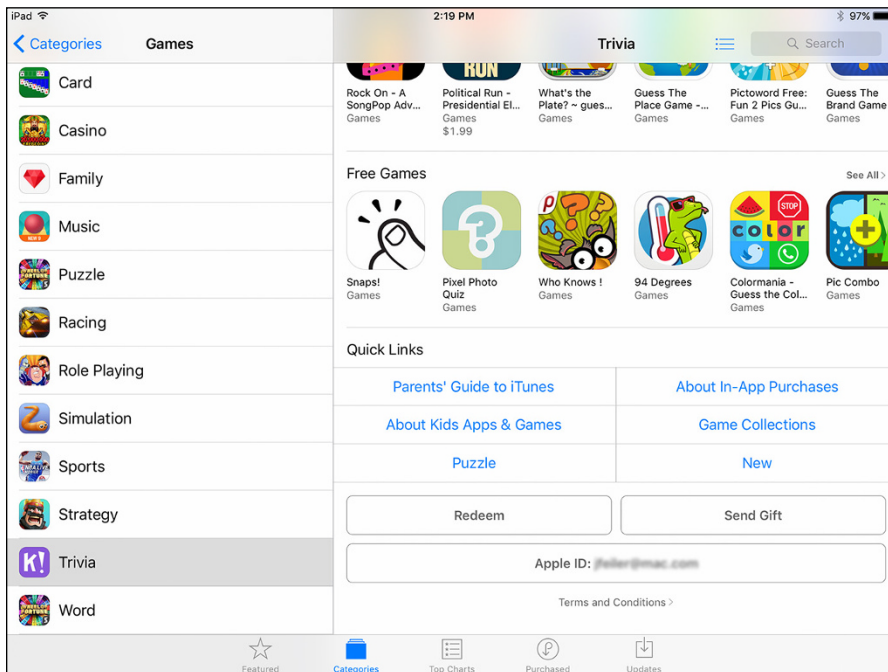 iPad 2:19 PM 97%
Categories Games
Trivia Search
Card
Casino
Family
Music
Puzzle
Racing
Role Playing
Simulation
Sports
Strategy
K! Trivia
Word
RUN
Rock On - A SongPop Adv... Games
Political Run - Presidential El... Games $1.99
What's the Plate? ~ gues... Games
Guess The Place Game -... Games
Pictoword Free: Fun 2 Pics Gu... Games
Guess The Brand Game Games
Free Games See All >
Snaps! Games
Pixel Photo Quiz Games
Who Knows ! Games
94 Degrees Games
STOP
color
Colormania - Guess the Col... Games
Pic Combo Games
Quick Links
Parents' Guide to iTunes
About In-App Purchases
About Kids Apps & Games
Game Collections
Puzzle
New
Redeem
Send Gift
Apple ID:
Terms and Conditions >
Featured
Categories
Top Charts
Purchased
Updates